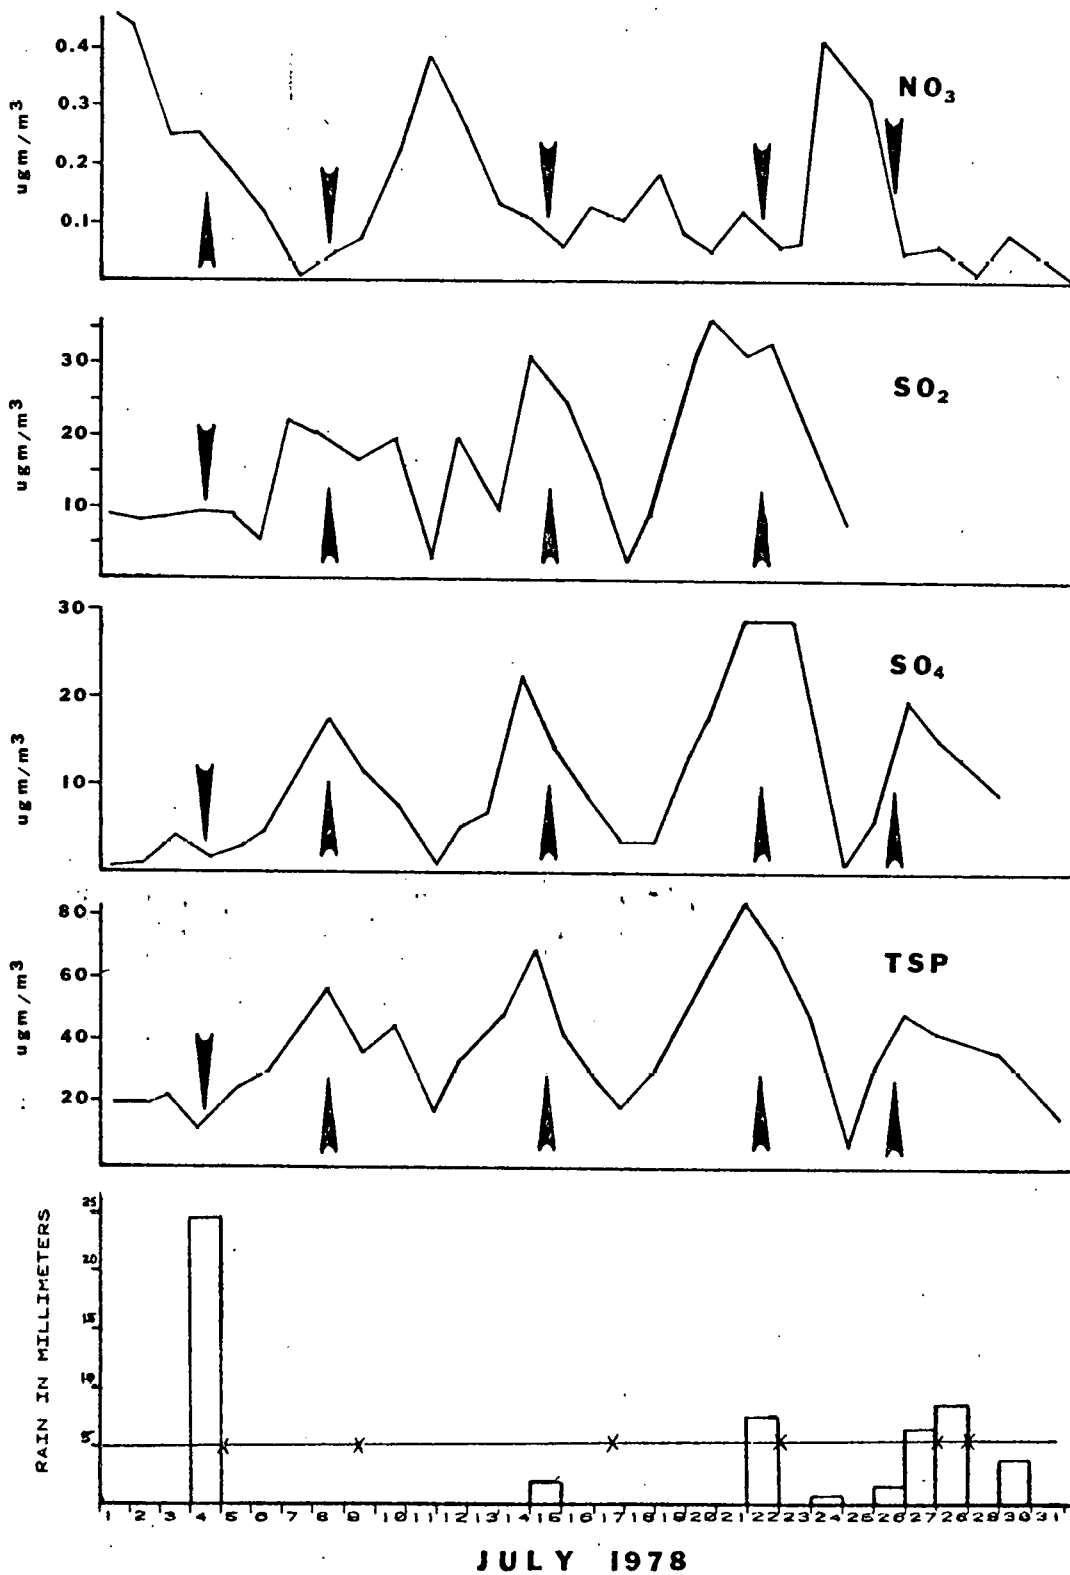 0.4
0.3
0.2
0.1
ugm/m³
NO₃
30
20
10
ugm/m³
SO₂
30
20
10
ugm/m³
SO₄
80
60
40
20
ugm/m³
TSP
25
20
15
10
5
RAIN IN MILLIMETERS
1 2 3 4 5 6 7 8 9 10 11 12 13 14 15 16 17 18 19 20 21 22 23 24 25 26 27 28 29 30 31
JULY 1978